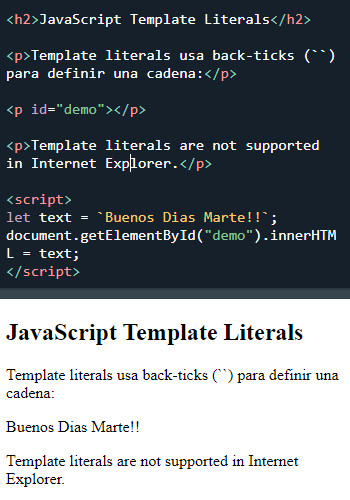 <h2>JavaScript Template Literals</h2>
<p>Template literals usa back-ticks (``)
para definir una cadena:</p>
<p id="demo"></p>
<p>Template literals are not supported
in Internet Explorer.</p>
<script>
let text = `Buenos Dias Marte!!`;
document.getElementById("demo").innerHTM
L = text;
</script>
JavaScript Template Literals
Template literals usa back-ticks (``) para definir una
cadena:
Buenos Dias Marte!!
Template literals are not supported in Internet
Explorer.